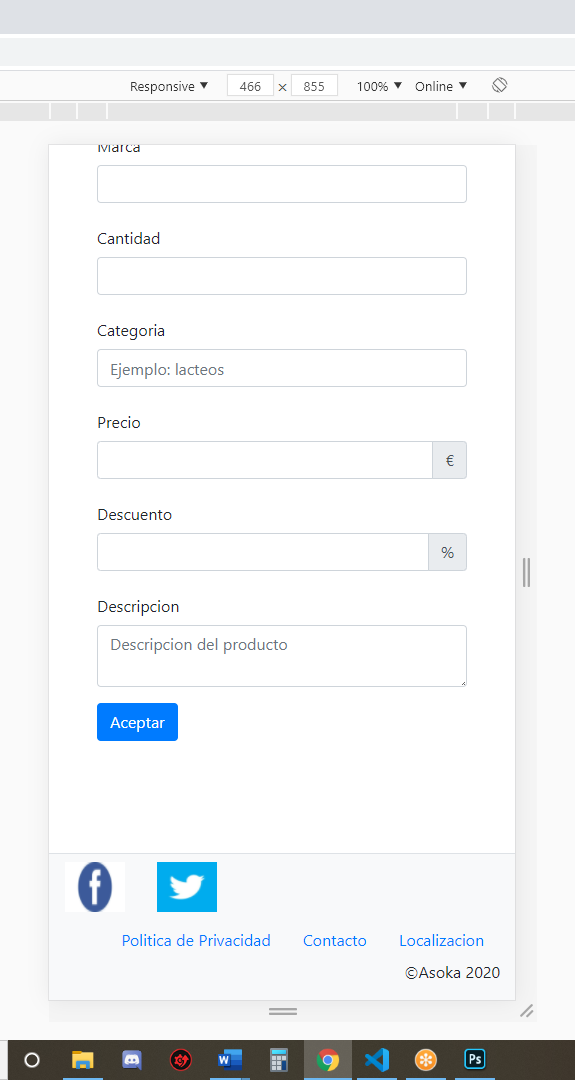 Responsive ▼ 466 × 855 100% ▼ Online ▼
Marca
Cantidad
Categoria
Ejemplo: lacteos
Precio
€
Descuento
%
Descripcion
Descripcion del producto
Aceptar
f
Politica de Privacidad Contacto Localizacion
©Asoka 2020
W Ps